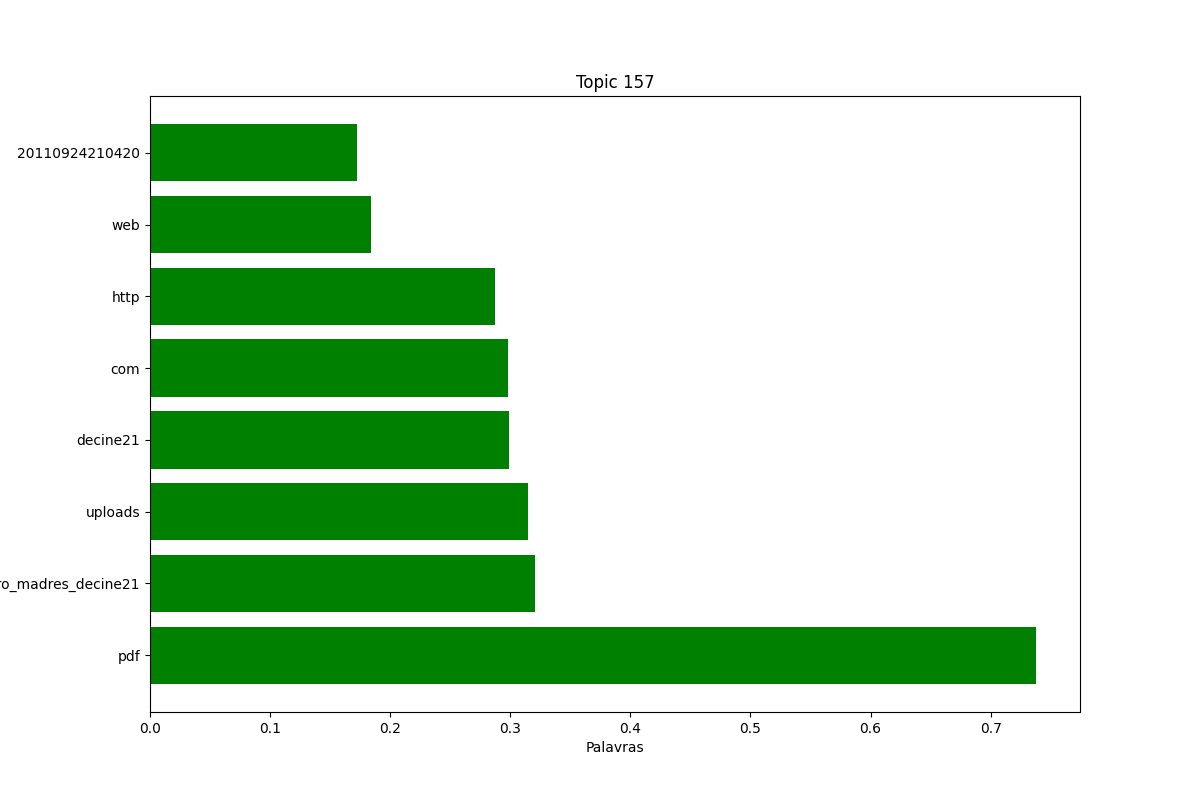 Topic 157
20110924210420
web
http
com
decine21
uploads
ro_madres_decine21
pdf
0.0 0.1 0.2 0.3 0.4 0.5 0.6 0.7
Palavras